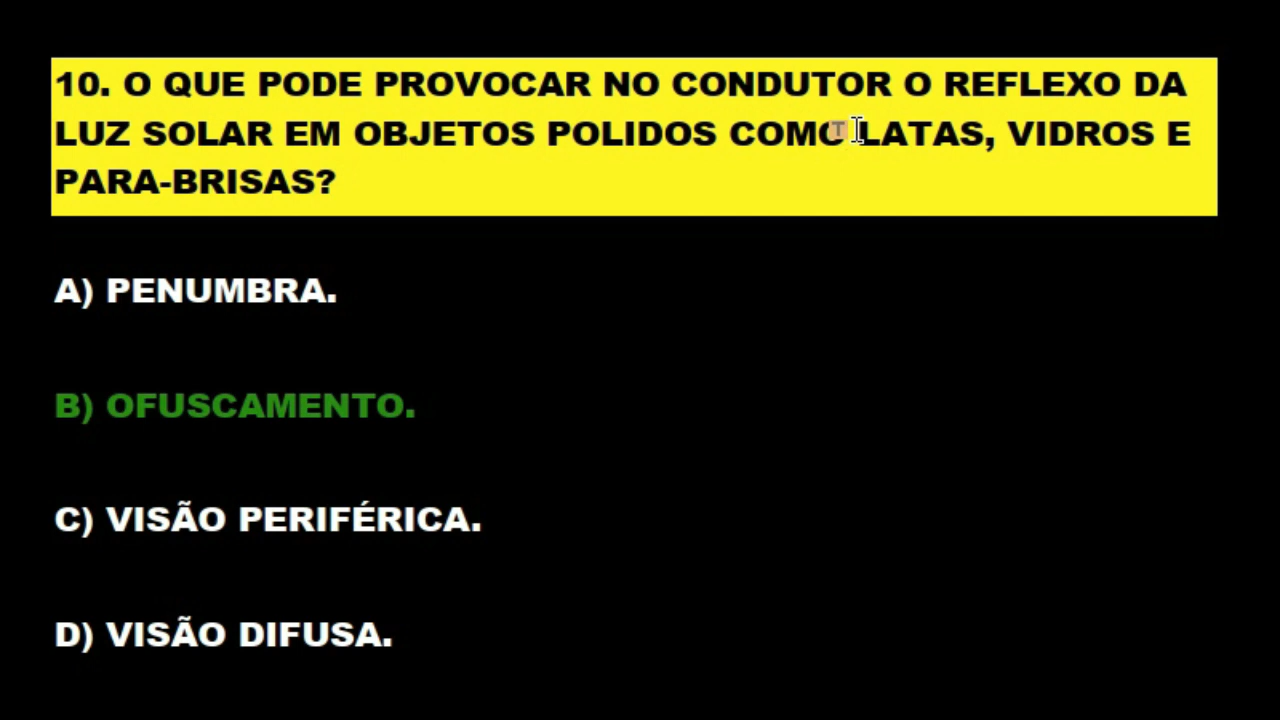 10. O QUE PODE PROVOCAR NO CONDUTOR O REFLEXO DA
LUZ SOLAR EM OBJETOS POLIDOS COMO LATAS, VIDROS E
PARA-BRISAS?
A) PENUMBRA.
B) OFUSCAMENTO.
C) VISÃO PERIFÉRICA.
D) VISÃO DIFUSA.